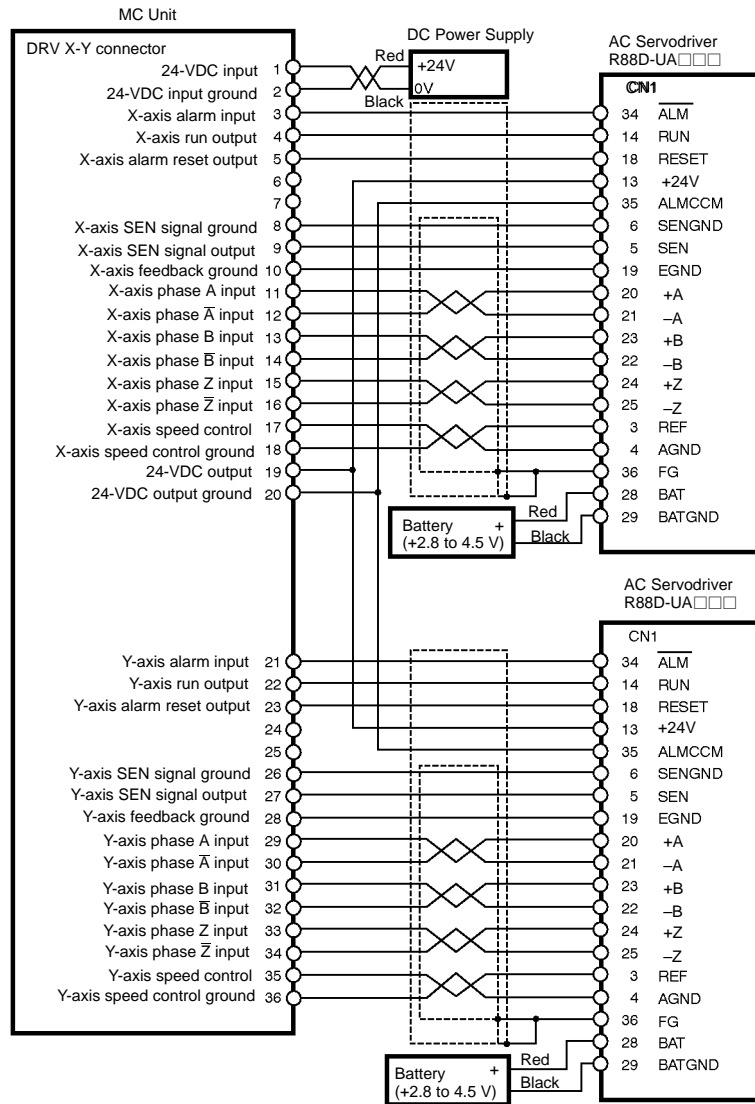 MC Unit
DRV X-Y connector
DC Power Supply
Red
+24V
0V
Black
AC Servodriver
R88D-UA□□□
CN1
24-VDC input 1
24-VDC input ground 2
X-axis alarm input 3
X-axis run output 4
X-axis alarm reset output 5
6
7
X-axis SEN signal ground 8
X-axis SEN signal output 9
X-axis feedback ground 10
X-axis phase A input 11
X-axis phase A̅ input 12
X-axis phase B input 13
X-axis phase B̅ input 14
X-axis phase Z input 15
X-axis phase Z̅ input 16
X-axis speed control 17
X-axis speed control ground 18
24-VDC output 19
24-VDC output ground 20
34 A̅L̅M̅
14 RUN
18 RESET
13 +24V
35 ALMCCM
6 SENGND
5 SEN
19 EGND
20 +A
21 –A
23 +B
22 –B
24 +Z
25 –Z
3 REF
4 AGND
36 FG
28 BAT
29 BATGND
Battery +
(+2.8 to 4.5 V)
Red
Black
AC Servodriver
R88D-UA□□□
CN1
Y-axis alarm input 21
Y-axis run output 22
Y-axis alarm reset output 23
24
25
Y-axis SEN signal ground 26
Y-axis SEN signal output 27
Y-axis feedback ground 28
Y-axis phase A input 29
Y-axis phase A̅ input 30
Y-axis phase B input 31
Y-axis phase B̅ input 32
Y-axis phase Z input 33
Y-axis phase Z̅ input 34
Y-axis speed control 35
Y-axis speed control ground 36
34 A̅L̅M̅
14 RUN
18 RESET
13 +24V
35 ALMCCM
6 SENGND
5 SEN
19 EGND
20 +A
21 –A
23 +B
22 –B
24 +Z
25 –Z
3 REF
4 AGND
36 FG
28 BAT
29 BATGND
Battery +
(+2.8 to 4.5 V)
Red
Black